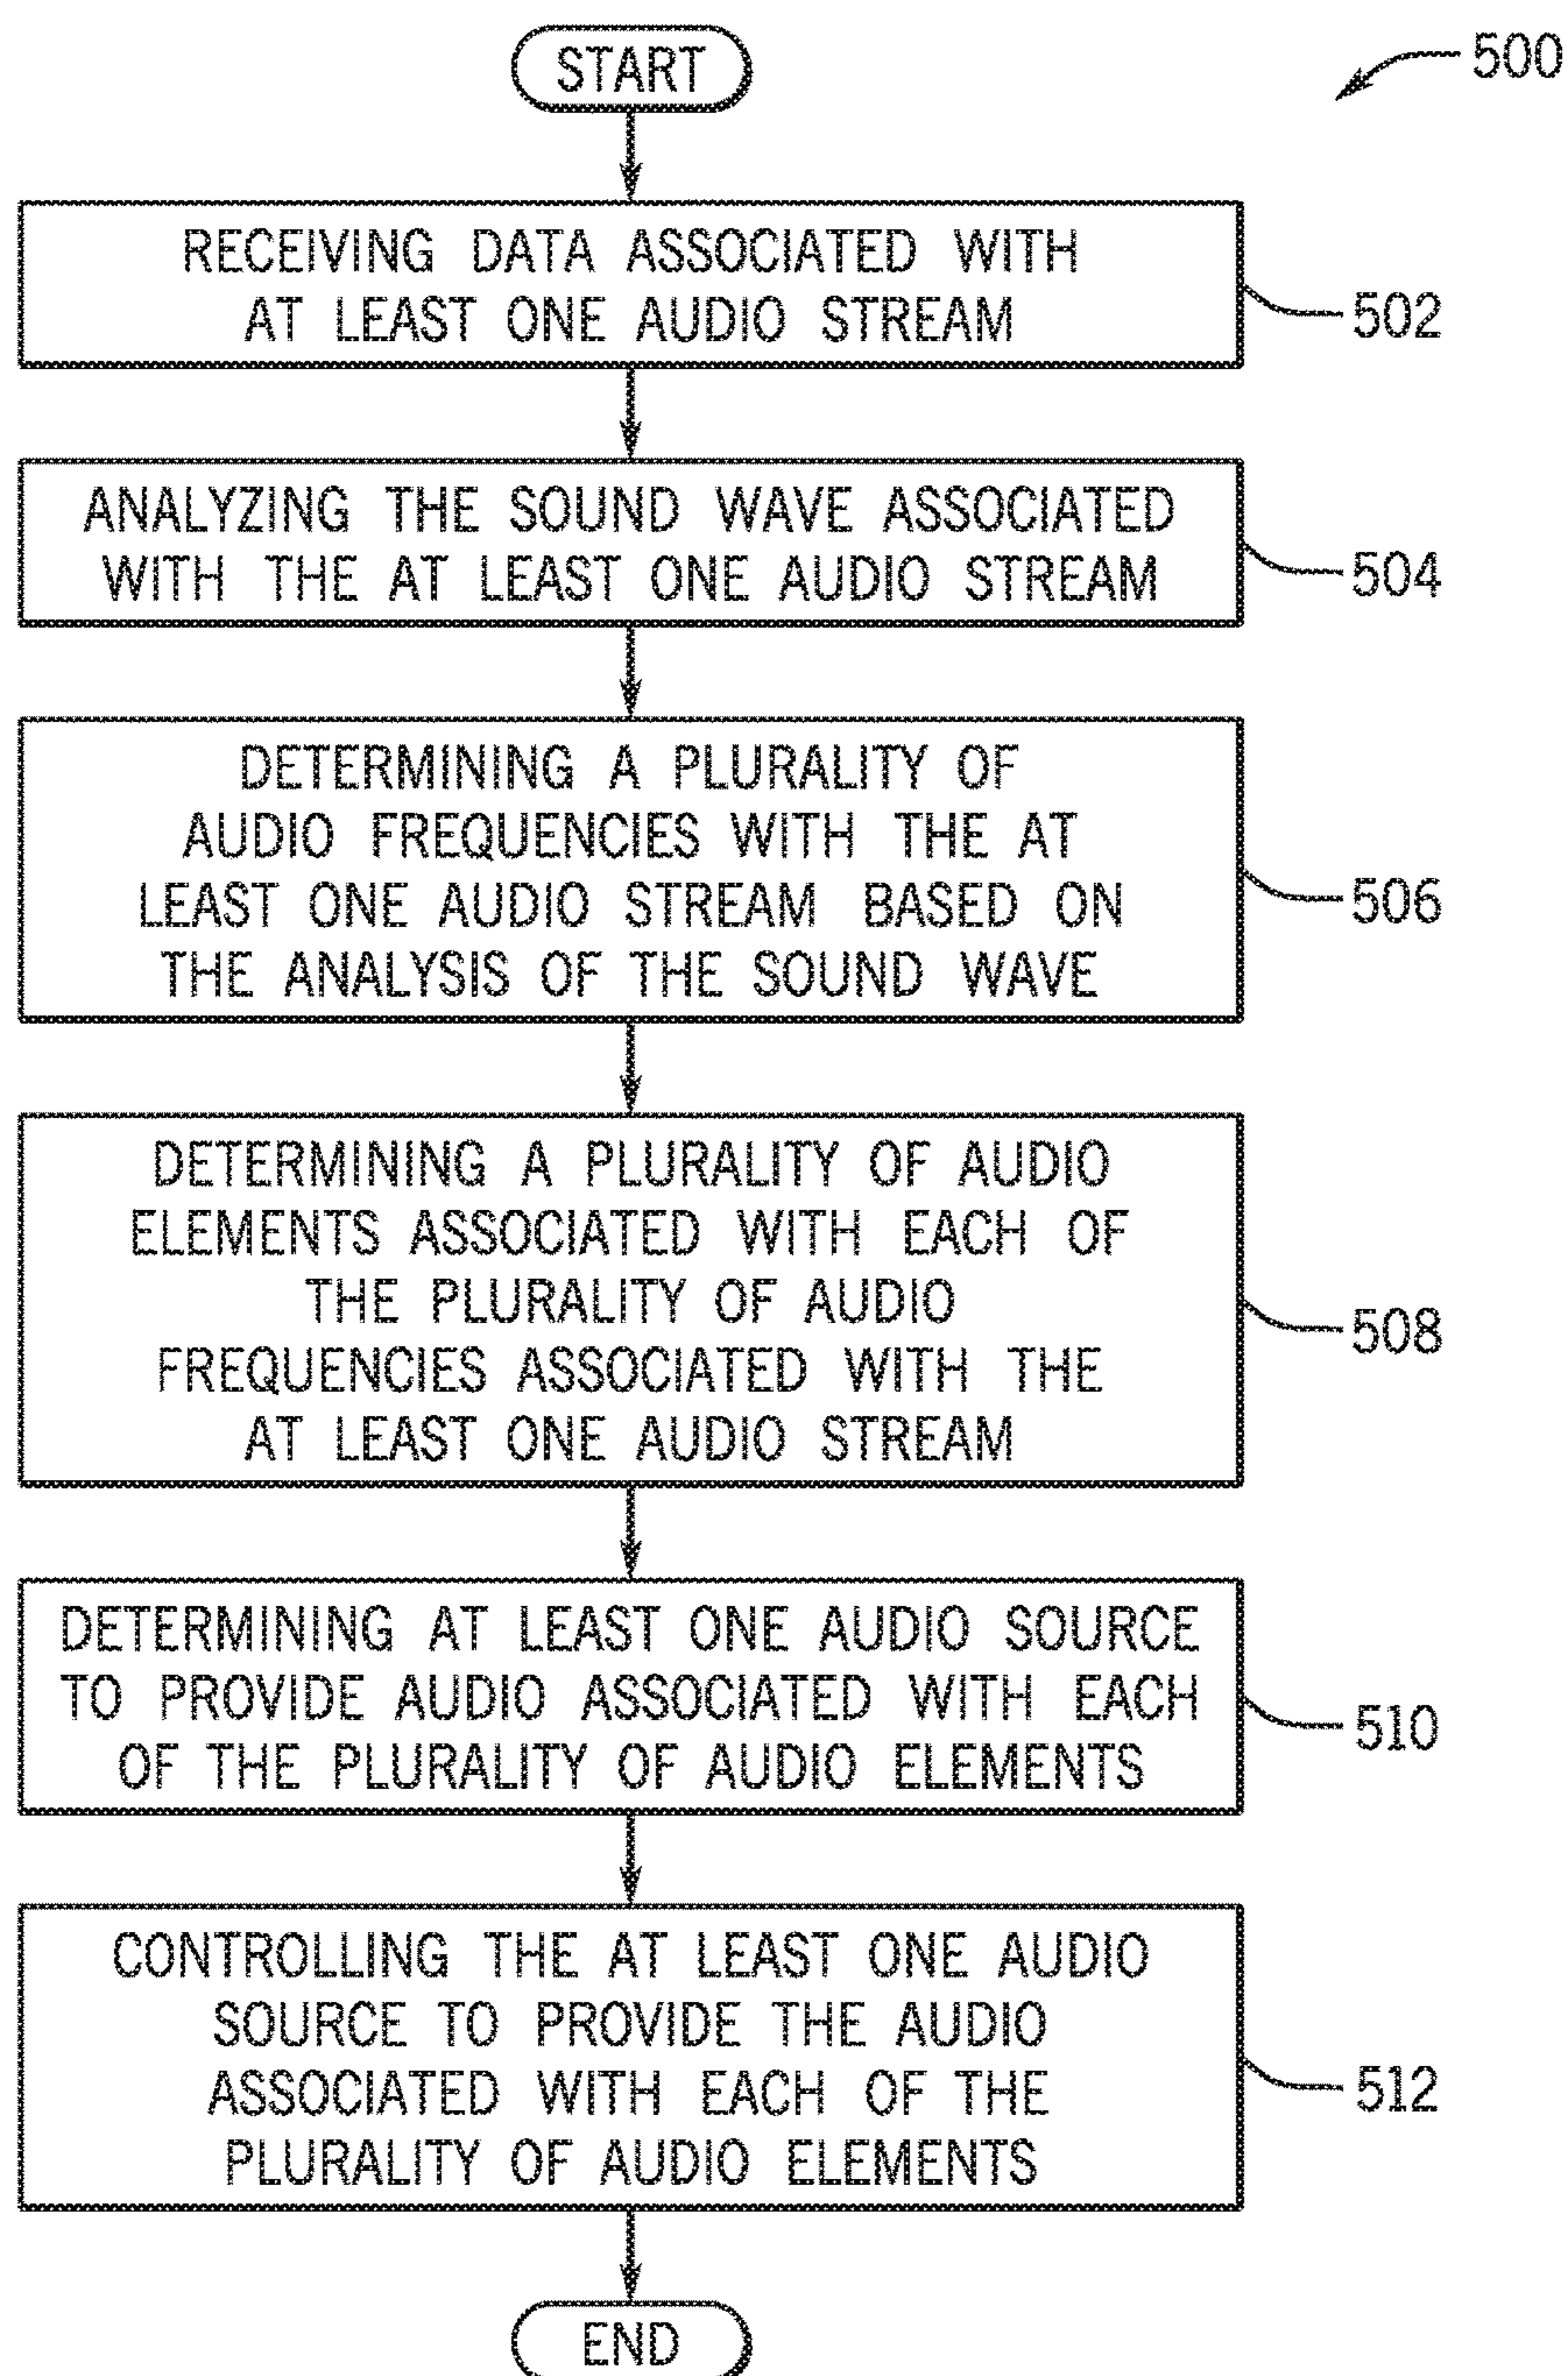 START
500
RECEIVING DATA ASSOCIATED WITH
AT LEAST ONE AUDIO STREAM
502
ANALYZING THE SOUND WAVE ASSOCIATED
WITH THE AT LEAST ONE AUDIO STREAM
504
DETERMINING A PLURALITY OF
AUDIO FREQUENCIES WITH THE AT
LEAST ONE AUDIO STREAM BASED ON
THE ANALYSIS OF THE SOUND WAVE
506
DETERMINING A PLURALITY OF AUDIO
ELEMENTS ASSOCIATED WITH EACH OF
THE PLURALITY OF AUDIO
FREQUENCIES ASSOCIATED WITH THE
AT LEAST ONE AUDIO STREAM
508
DETERMINING AT LEAST ONE AUDIO SOURCE
TO PROVIDE AUDIO ASSOCIATED WITH EACH
OF THE PLURALITY OF AUDIO ELEMENTS
510
CONTROLLING THE AT LEAST ONE AUDIO
SOURCE TO PROVIDE THE AUDIO
ASSOCIATED WITH EACH OF THE
PLURALITY OF AUDIO ELEMENTS
512
END